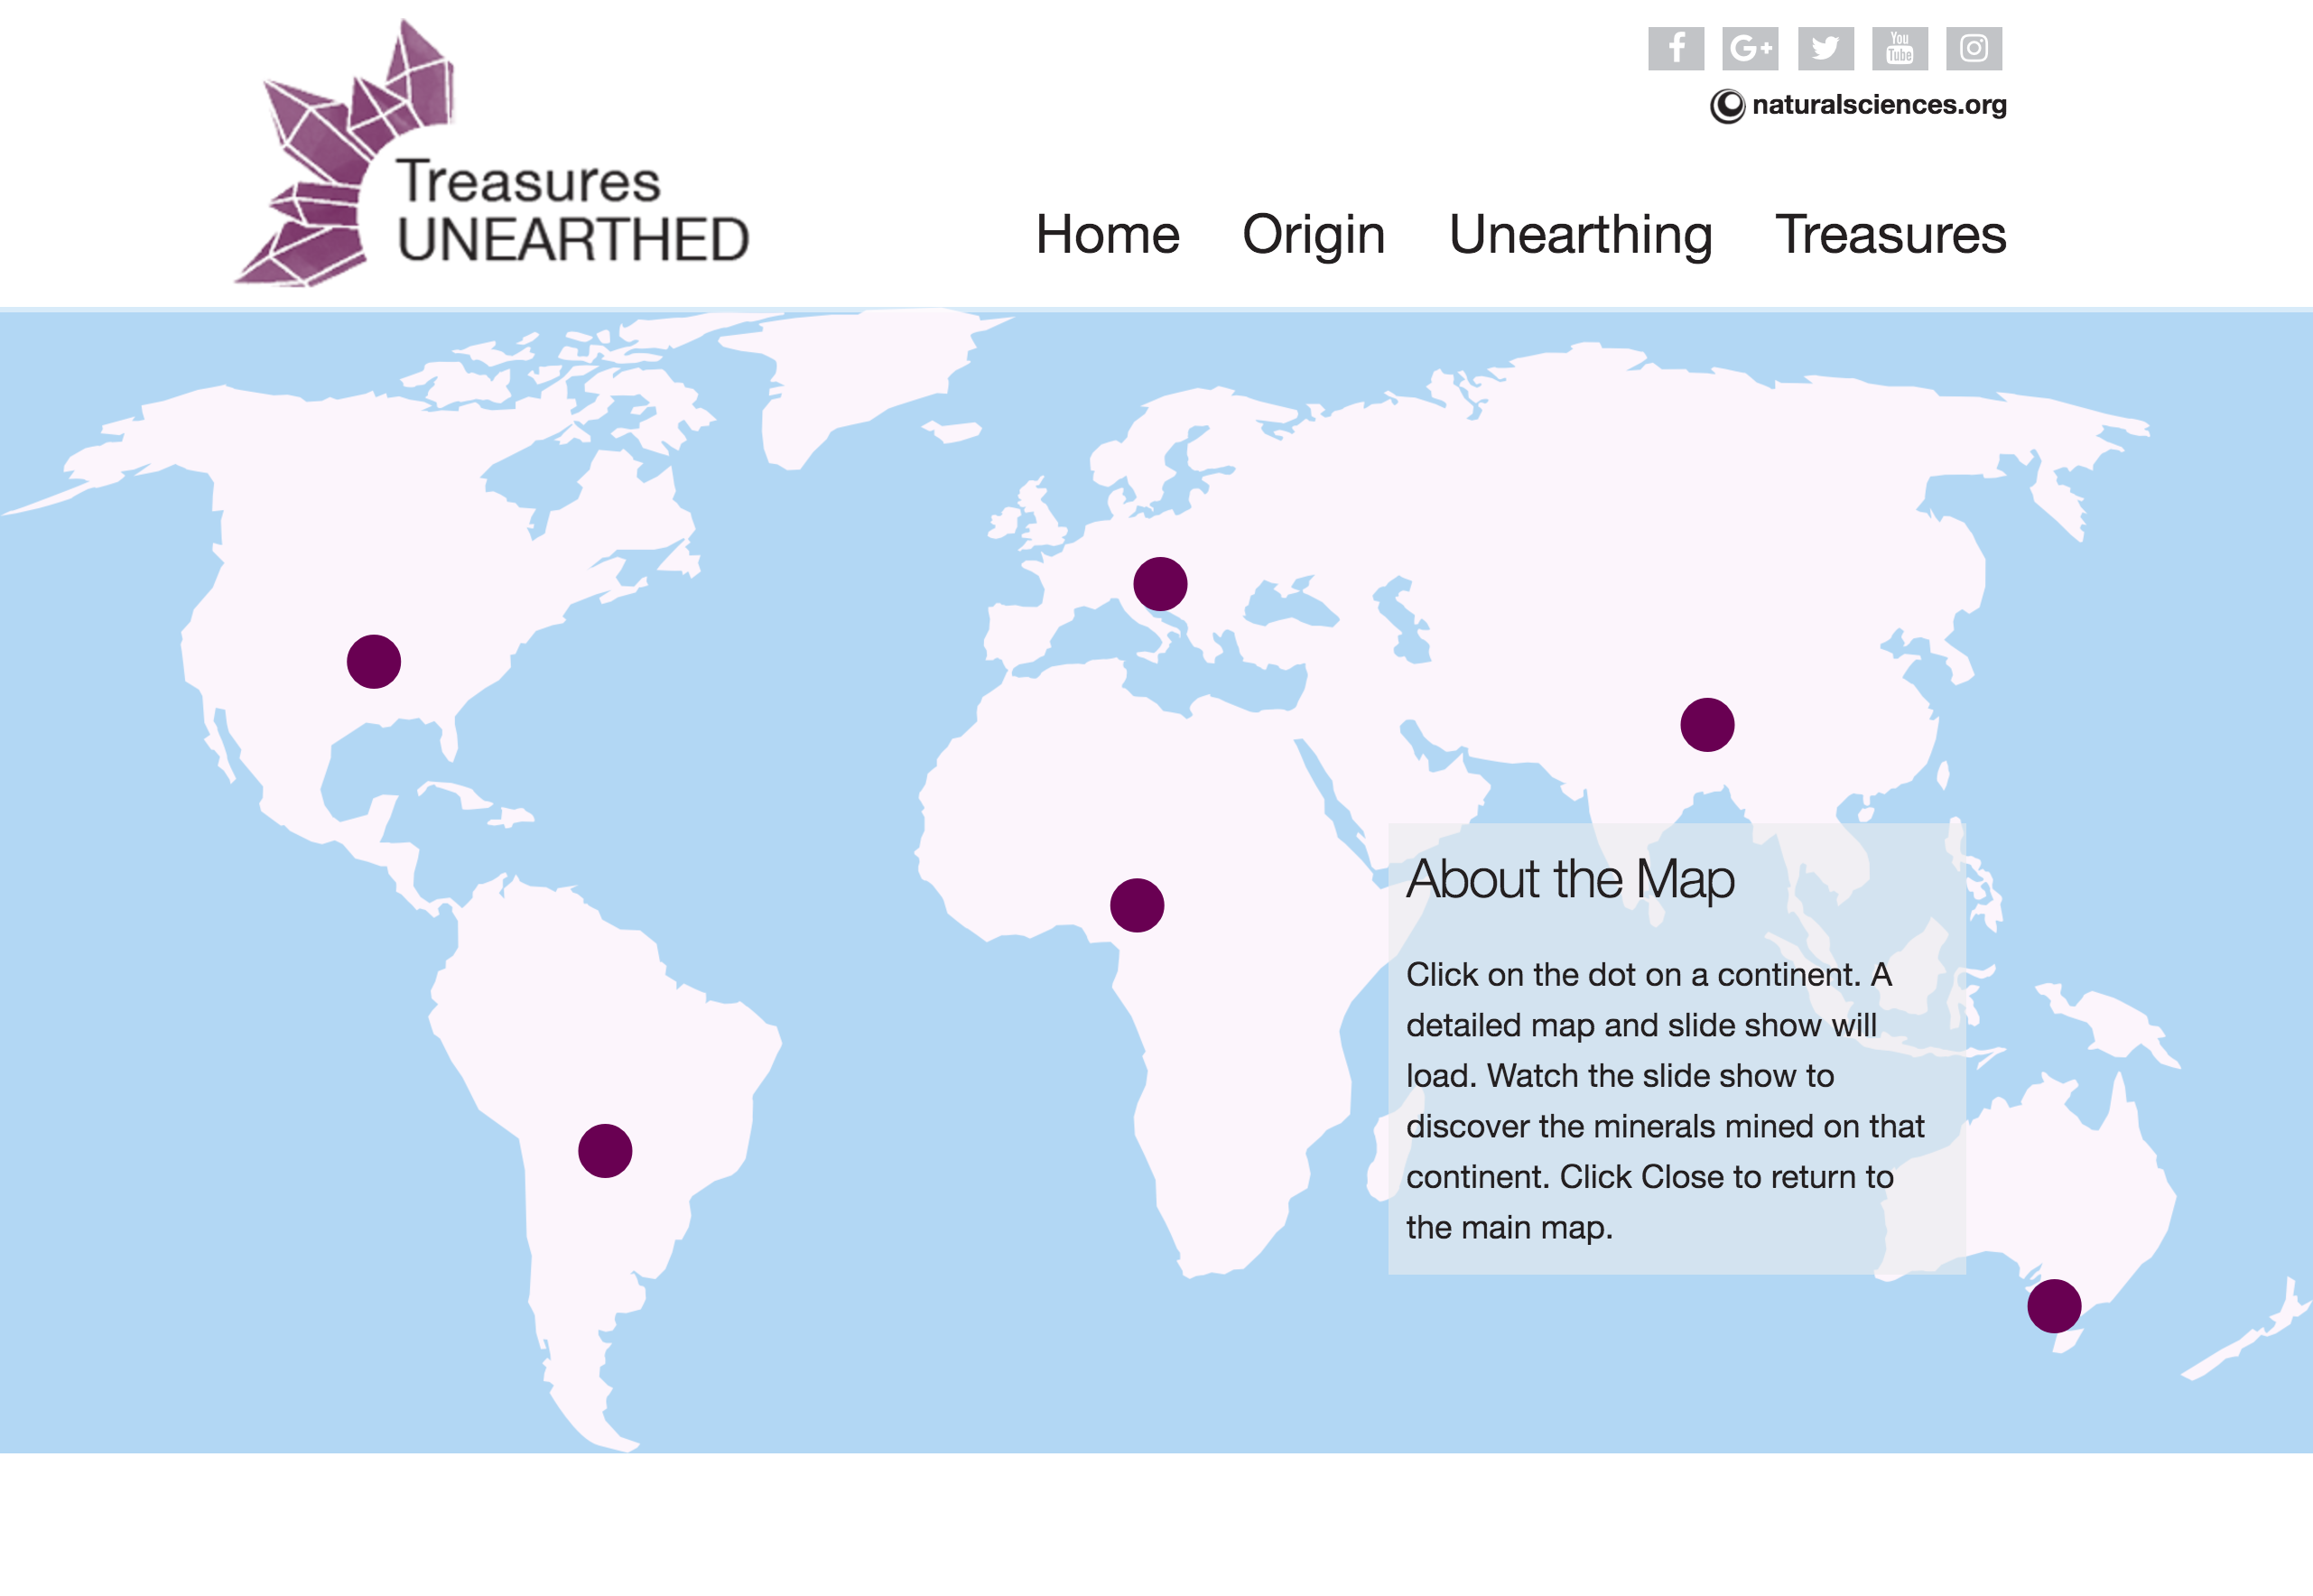 Treasures
UNEARTHED
You
Tube
naturalsciences.org
Home Origin Unearthing Treasures
About the Map
Click on the dot on a continent. A
detailed map and slide show will
load. Watch the slide show to
discover the minerals mined on that
continent. Click Close to return to
the main map.